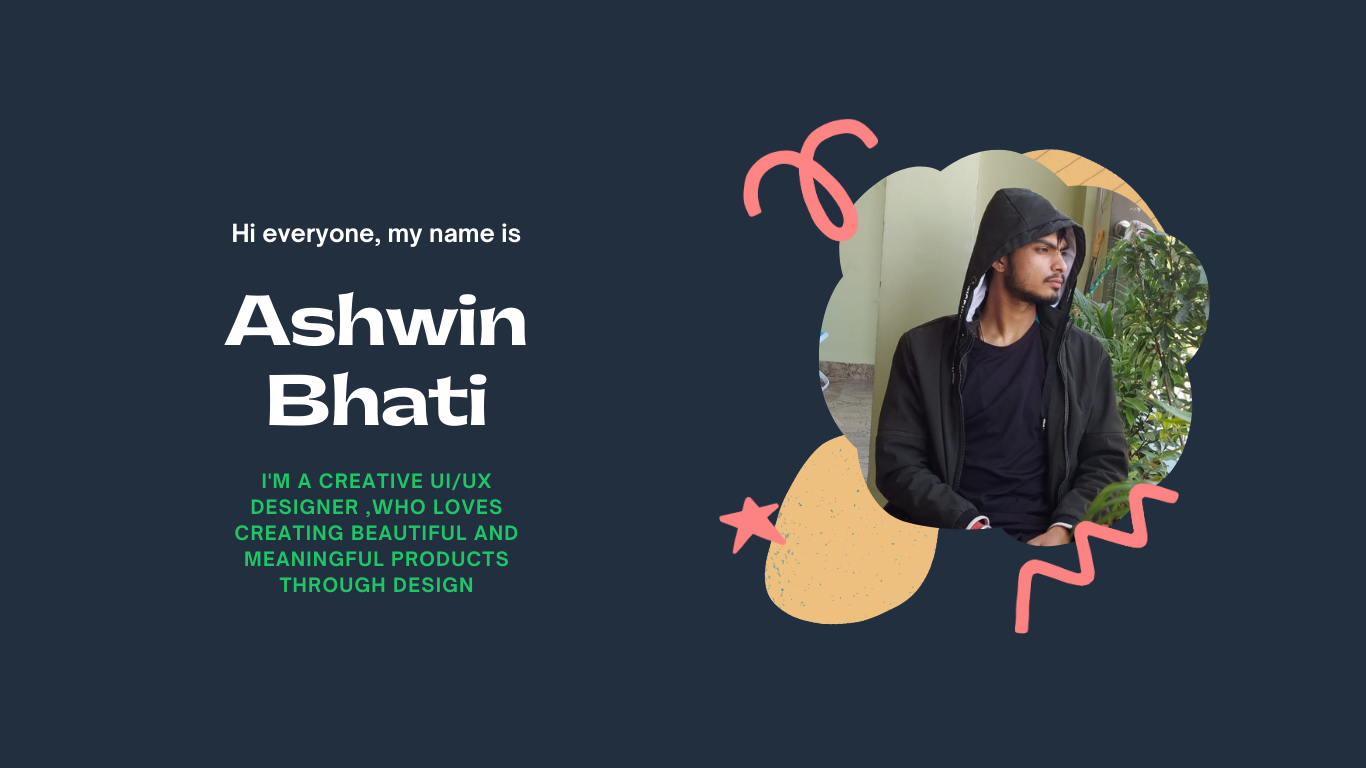 Hi everyone, my name is
Ashwin
Bhati
I'M A CREATIVE UI/UX
DESIGNER ,WHO LOVES
CREATING BEAUTIFUL AND
MEANINGFUL PRODUCTS
THROUGH DESIGN